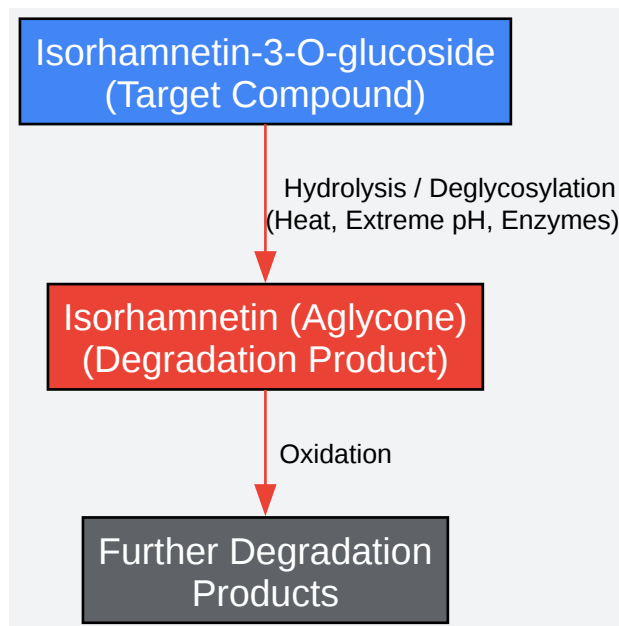 Isorhamnetin-3-O-glucoside
(Target Compound)
Hydrolysis / Deglycosylation
(Heat, Extreme pH, Enzymes)
Isorhamnetin (Aglycone)
(Degradation Product)
Oxidation
Further Degradation
Products